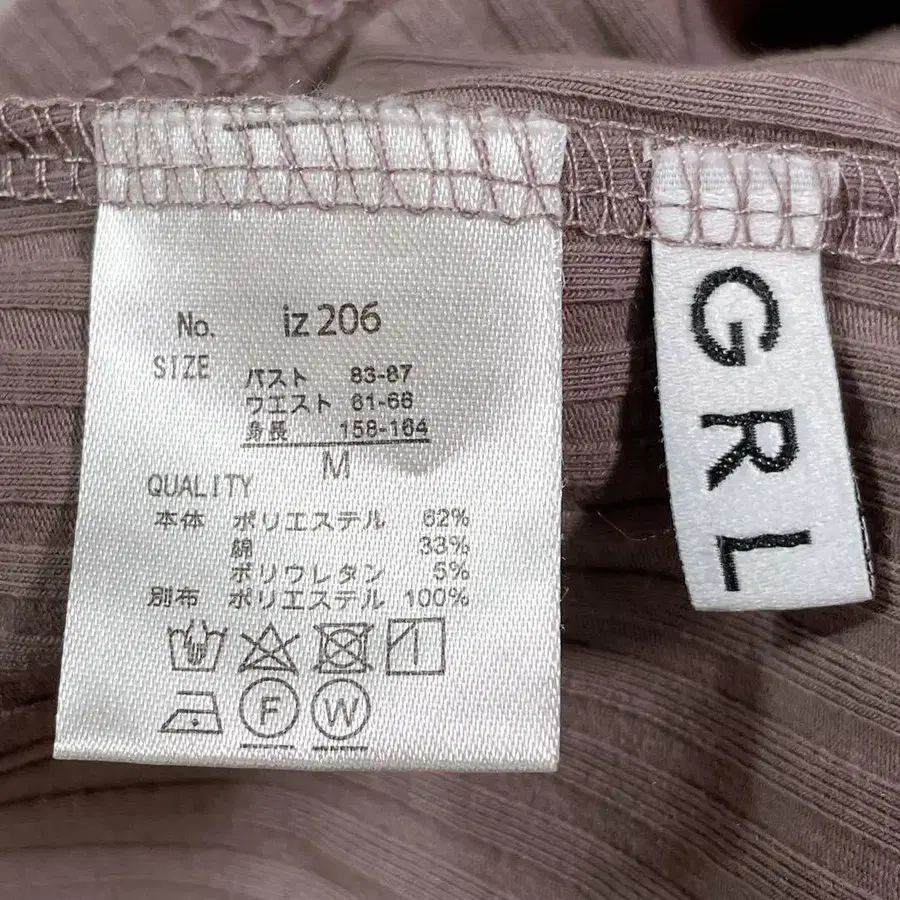 No. iz206
SIZE
バスト 83-87
ウエスト 61-66
身長 158-164
M
QUALITY
本体 ポリエステル 62%
綿 33%
ポリウレタン 5%
別布 ポリエステル 100%
F W
GRL